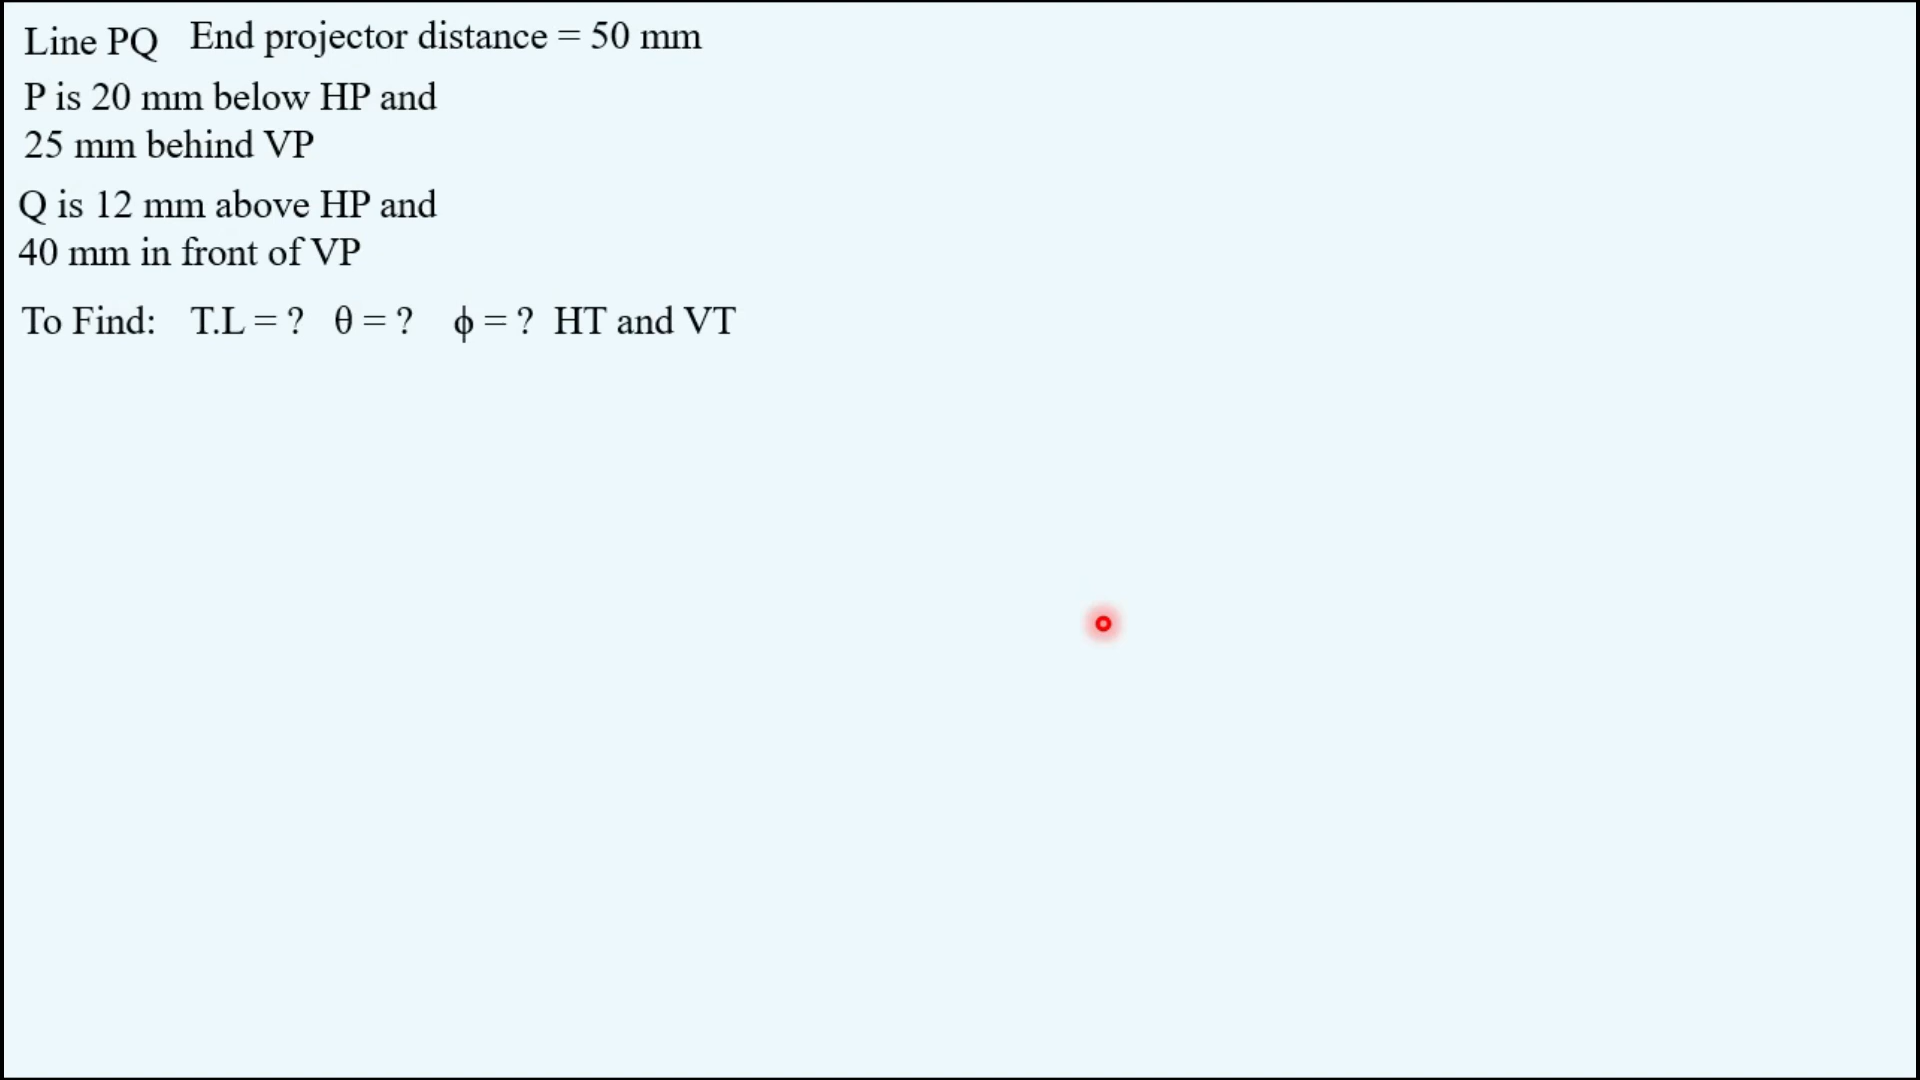 Line PQ End projector distance = 50 mm
P is 20 mm below HP and
25 mm behind VP
Q is 12 mm above HP and
40 mm in front of VP
To Find: T.L = ? θ = ? ϕ = ? HT and VT